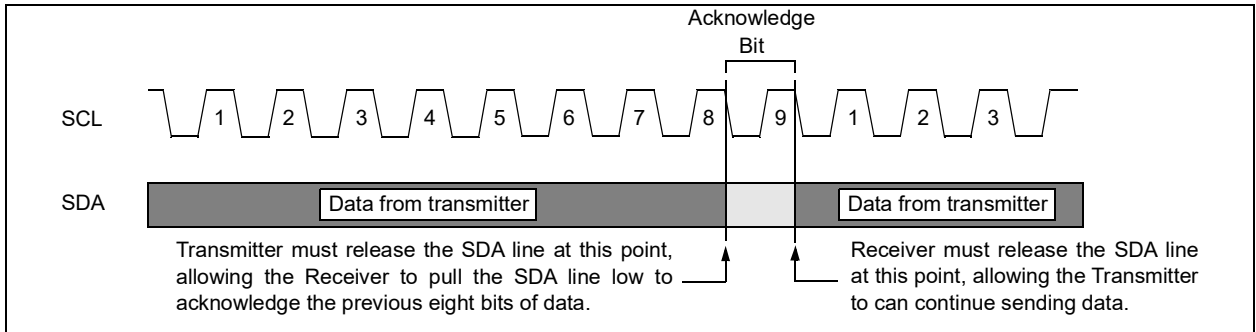 Acknowledge
Bit
SCL
1 2 3 4 5 6 7 8 9 1 2 3
SDA
Data from transmitter
Data from transmitter
Transmitter must release the SDA line at this point,
allowing the Receiver to pull the SDA line low to
acknowledge the previous eight bits of data.
Receiver must release the SDA line
at this point, allowing the Transmitter
to can continue sending data.